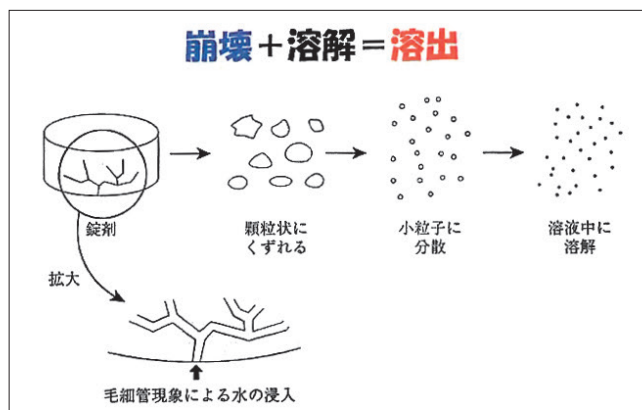 崩壊+溶解=溶出
錠剤
顆粒状に
くずれる
小粒子に
分散
溶液中に
溶解
拡大
毛細管現象による水の浸入